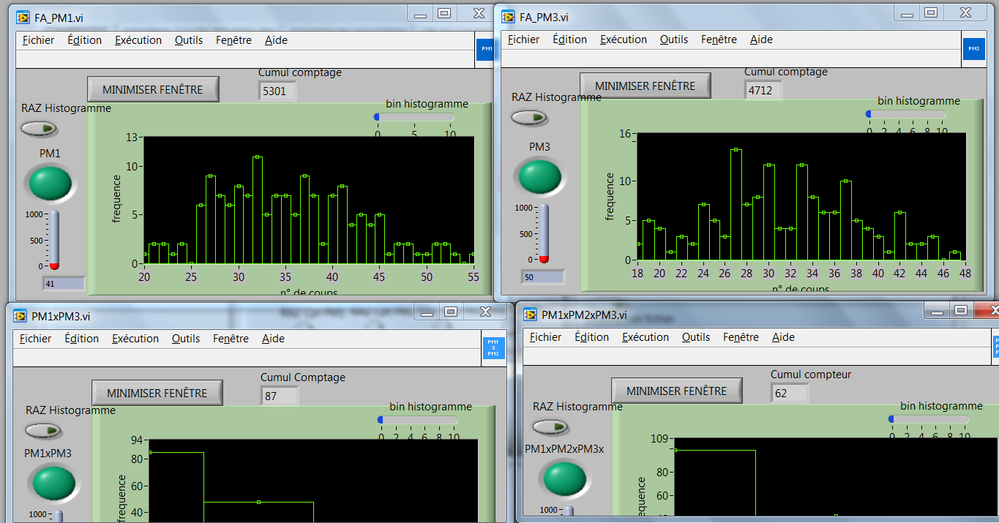 FA_PM1.vi
Fichier Édition Exécution Outils Fenêtre Aide
PM1
MINIMISER FENÊTRE
Cumul comptage
5301
RAZ Histogramme
bin histogramme
0 5 10
PM1
1000
500
0
41
frequence
13
10
5
0
20 25 30 35 40 45 50 55
n° de coups
FA_PM3.vi
Fichier Édition Exécution Outils Fenêtre Aide
PM3
MINIMISER FENÊTRE
Cumul comptage
4712
RAZ Histogramme
bin histogramme
0 2 4 6 8 10
PM3
1000
500
0
50
frequence
16
10
5
0
18 20 22 24 26 28 30 32 34 36 38 40 42 44 46 48
n° de coups
PM1xPM3.vi
Fichier Édition Exécution Outils Fenêtre Aide
PM1
X
PM3
MINIMISER FENÊTRE
Cumul Comptage
87
RAZ Histogramme
bin histogramme
0 2 4 6 8 10
PM1xPM3
1000
frequence
94
80
60
40
PM1xPM2xPM3.vi
Fichier Édition Exécution Outils Fenêtre Aide
MINIMISER FENÊTRE
Cumul compteur
62
RAZ Histogramme
bin histogramme
0 2 4 6 8 10
PM1xPM2xPM3x
1000
frequence
109
80
60